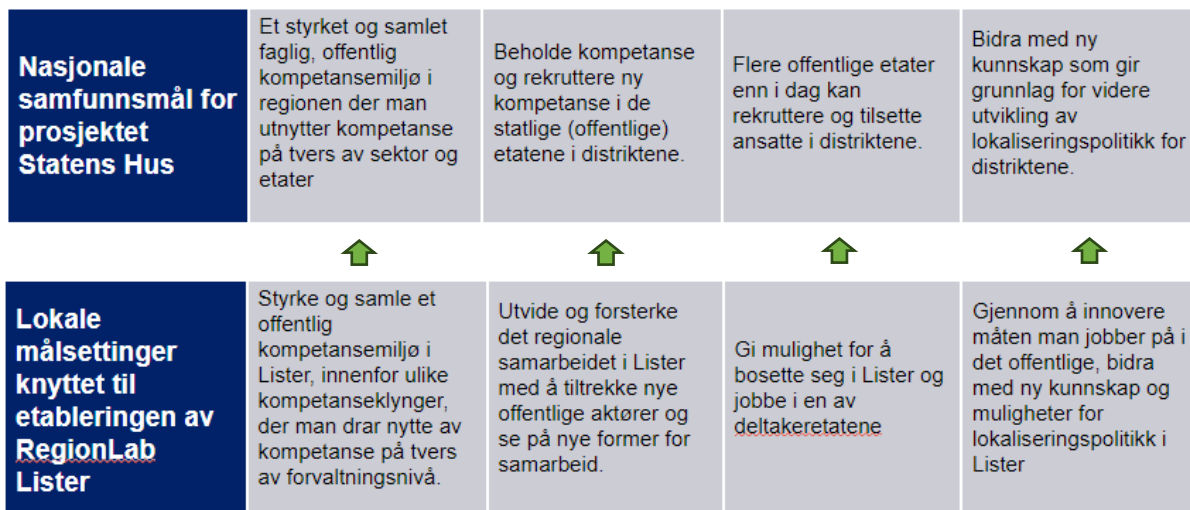 Nasjonale
samfunnsmål for
prosjektet
Statens Hus
Et styrket og samlet
faglig, offentlig
kompetansemiljø i
regionen der man
utnytter kompetanse
på tvers av sektor og
etater
Beholde kompetanse
og rekruttere ny
kompetanse i de
statlige (offentlige)
etatene i distriktene.
Flere offentlige etater
enn i dag kan
rekruttere og tilsette
ansatte i distriktene.
Bidra med ny
kunnskap som gir
grunnlag for videre
utvikling av
lokaliseringspolitikk for
distriktene.
Lokale
målsettinger
knyttet til
etableringen av
RegionLab
Lister
Styrke og samle et
offentlig
kompetansemiljø i
Lister, innenfor ulike
kompetanseklynger,
der man drar nytte av
kompetanse på tvers
av forvaltningsnivå.
Utvide og forsterke
det regionale
samarbeidet i Lister
med å tiltrekke nye
offentlige aktører og
se på nye former for
samarbeid.
Gi mulighet for å
bosette seg i Lister og
jobbe i en av
deltakeretatene
Gjennom å innovere
måten man jobber på i
det offentlige, bidra
med ny kunnskap og
muligheter for
lokaliseringspolitikk i
Lister